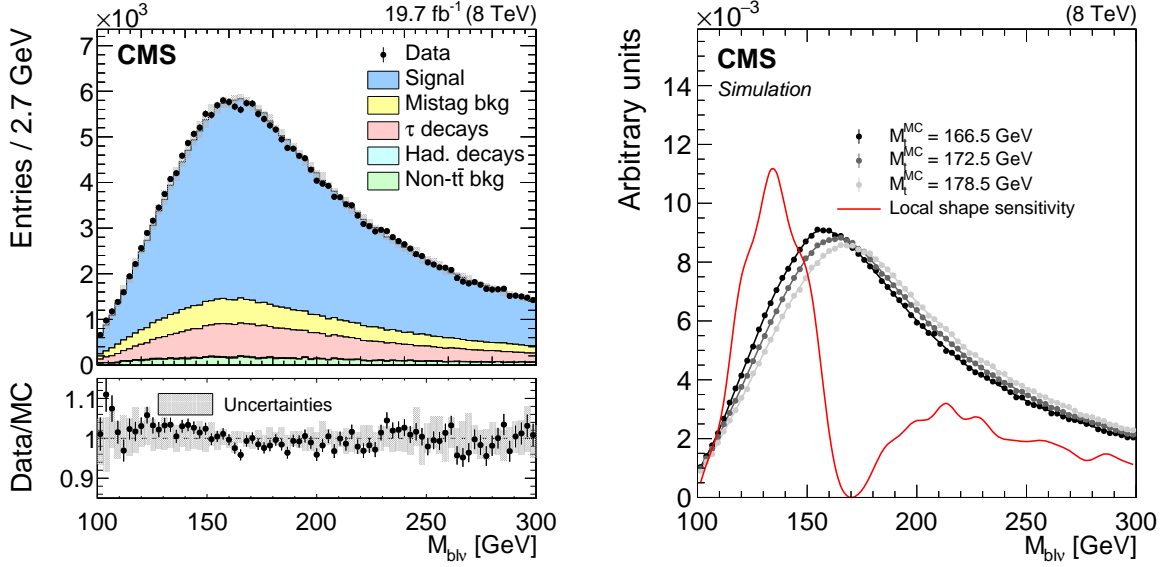 ×10³ 19.7 fb⁻¹ (8 TeV)
CMS
Data
Signal
Mistag bkg
τ decays
Had. decays
Non-tt̄ bkg
Entries / 2.7 GeV
7
6
5
4
3
2
1
0
Uncertainties
Data/MC
1.1
1
0.9
100 150 200 250 300
M_blν [GeV]
×10⁻³ (8 TeV)
CMS
Simulation
M_t^MC = 166.5 GeV
M_t^MC = 172.5 GeV
M_t^MC = 178.5 GeV
Local shape sensitivity
Arbitrary units
14
12
10
8
6
4
2
0
100 150 200 250 300
M_blν [GeV]